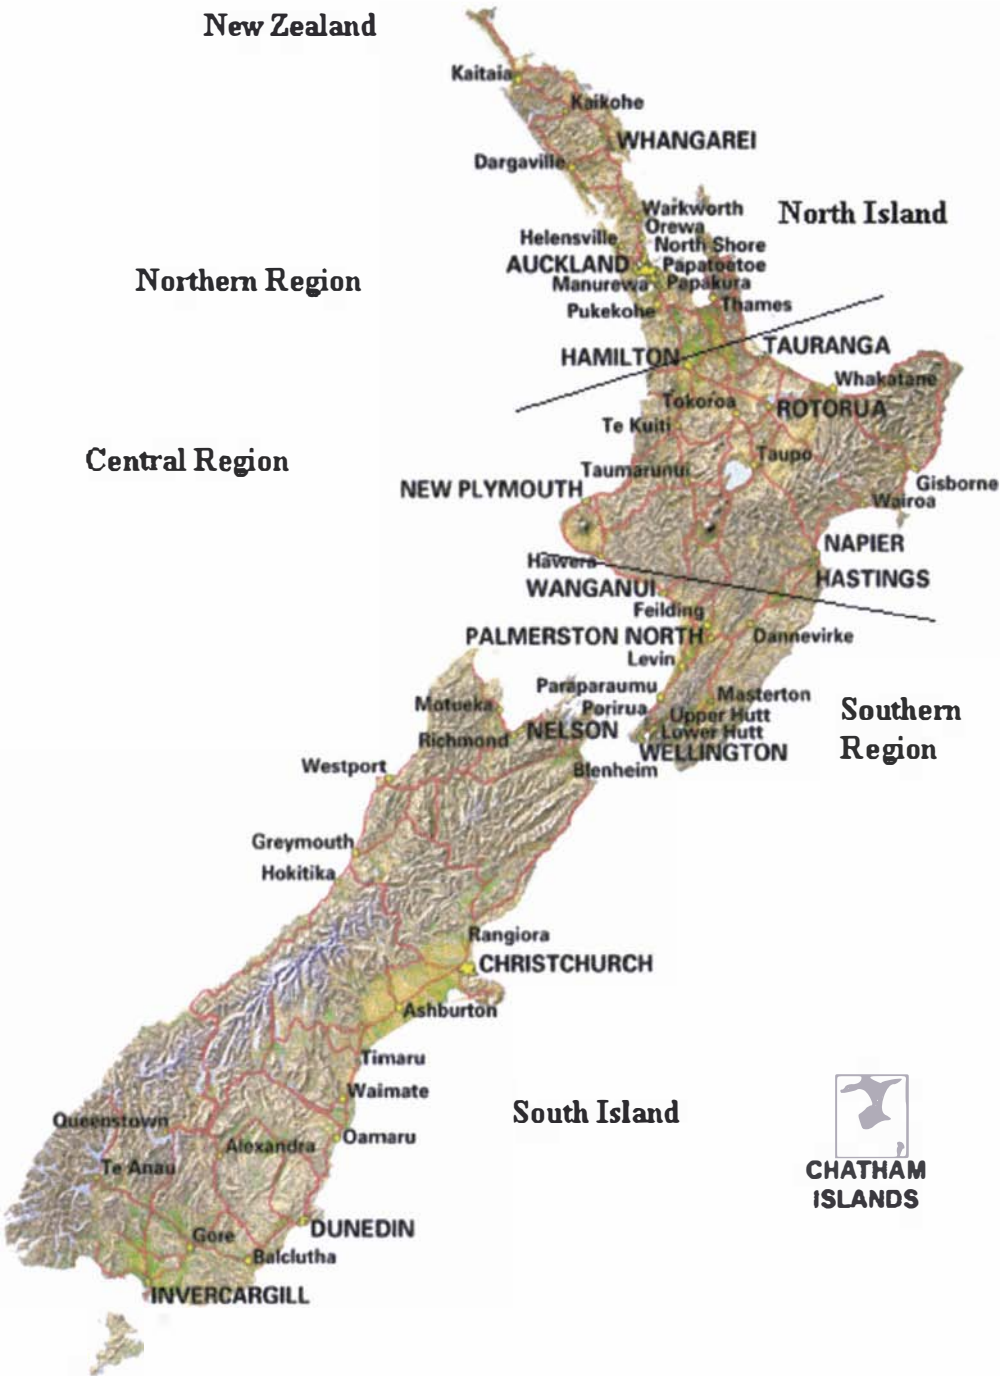 New Zealand
Kaitaia
Kaikohe
WHANGAREI
Dargaville
Warkworth
North Island
Orewa
Helensville
North Shore
AUCKLAND
Papatoetoe
Northern Region
Manurewa
Papakura
Thames
Pukekohe
TAURANGA
HAMILTON
Whakatane
Tokoroa
ROTORUA
Te Kuiti
Central Region
Taupo
Taumarunui
Gisborne
NEW PLYMOUTH
Wairoa
NAPIER
Hawera
HASTINGS
WANGANUI
Feilding
PALMERSTON NORTH
Dannevirke
Levin
Paraparaumu
Masterton
Motueka
Porirua
Upper Hutt
Southern
Region
NELSON
Lower Hutt
Richmond
WELLINGTON
Westport
Blenheim
Greymouth
Hokitika
Rangiora
CHRISTCHURCH
Ashburton
Timaru
Waimate
South Island
Queenstown
Oamaru
Alexandra
Te Anau
CHATHAM
ISLANDS
DUNEDIN
Gore
Balclutha
INVERCARGILL